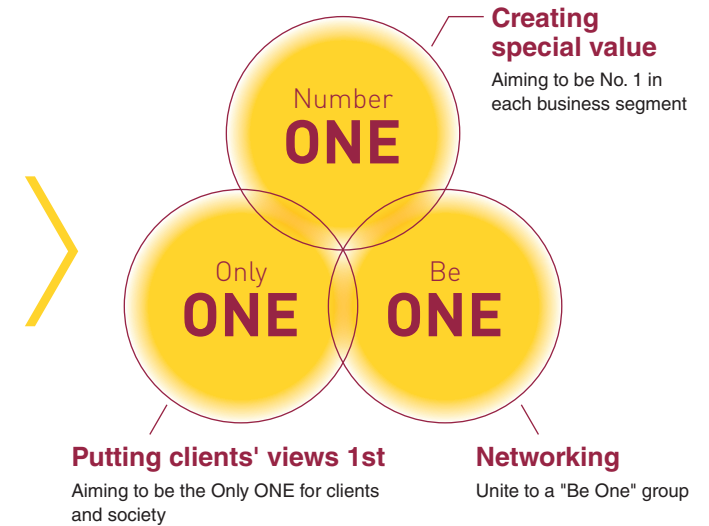 Creating
special value
Aiming to be No. 1 in
each business segment
Number
ONE
Only
ONE
Be
ONE
Putting clients' views 1st
Aiming to be the Only ONE for clients
and society
Networking
Unite to a "Be One" group